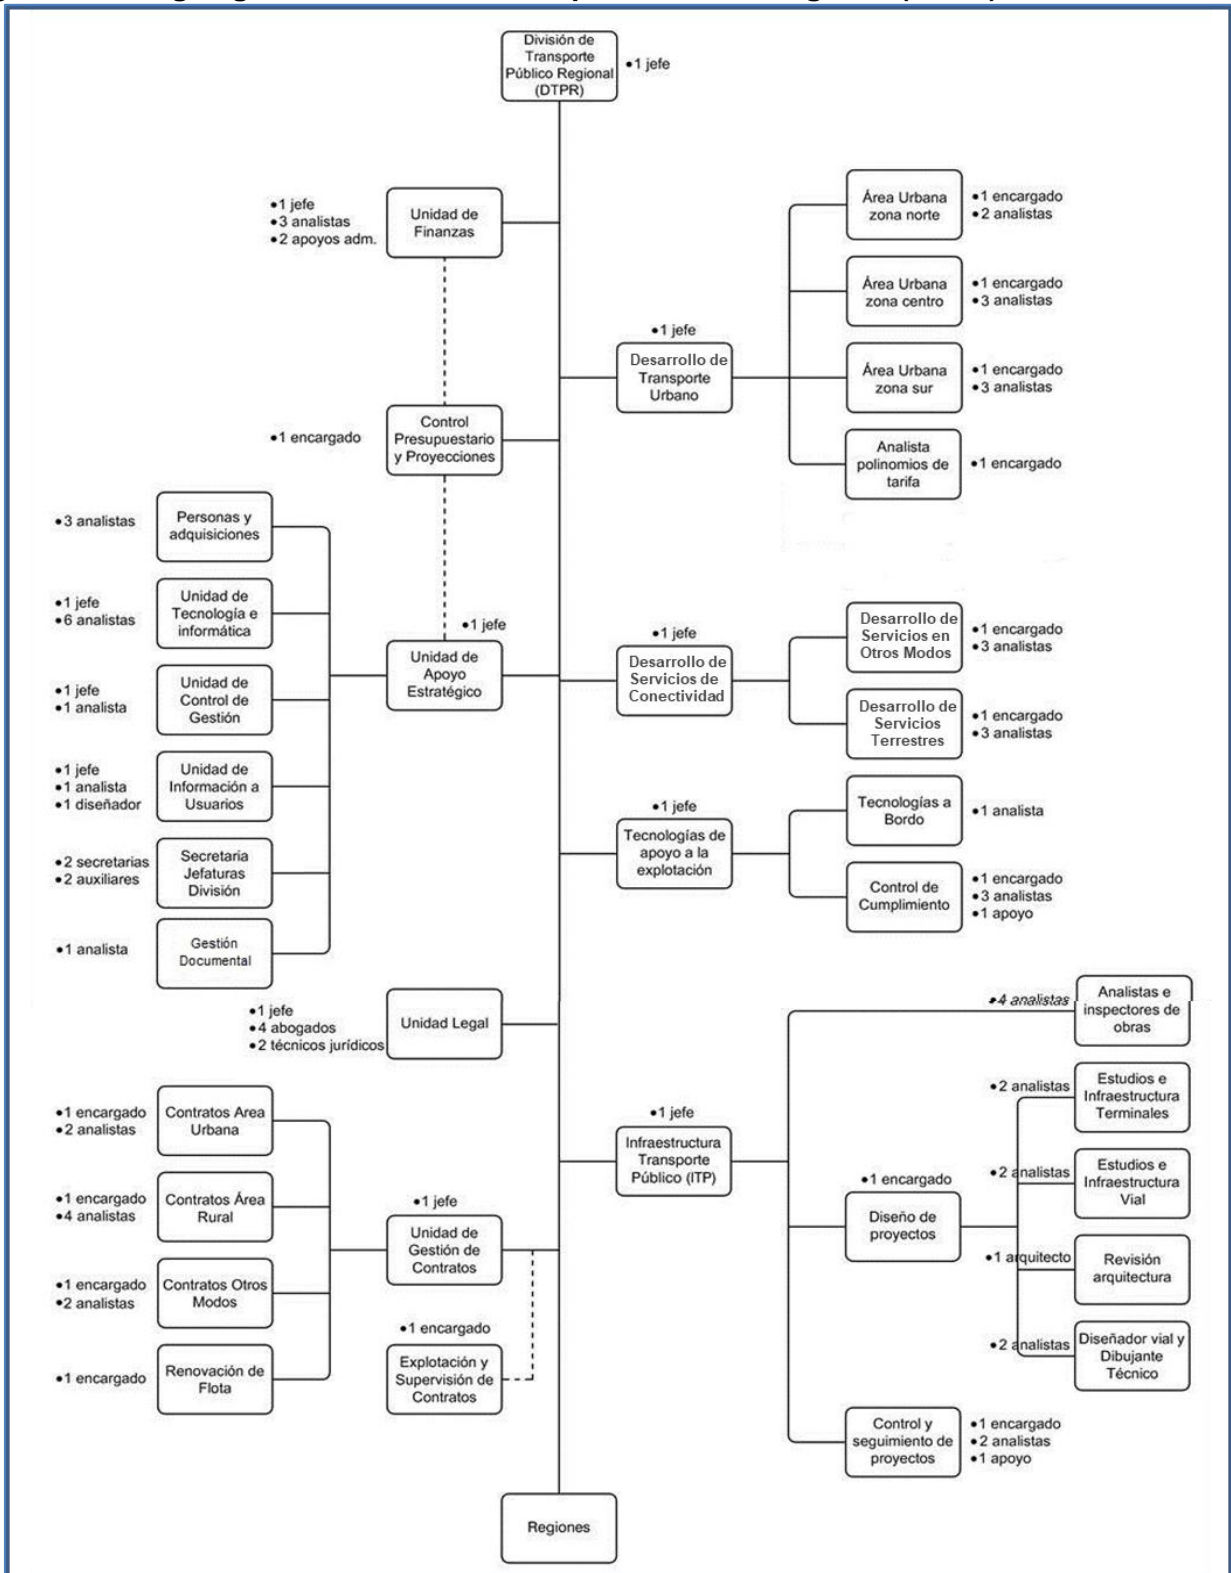 División de
Transporte
Público Regional
(DTPR)
•1 jefe
•1 jefe
•3 analistas
•2 apoyos adm.
Unidad de
Finanzas
Área Urbana
zona norte
•1 encargado
•2 analistas
Área Urbana
zona centro
•1 encargado
•3 analistas
•1 jefe
Desarrollo de
Transporte
Urbano
Área Urbana
zona sur
•1 encargado
•3 analistas
•1 encargado
Control
Presupuestario
y Proyecciones
Analista
polinomios de
tarifa
•1 encargado
•3 analistas
Personas y
adquisiciones
•1 jefe
•6 analistas
Unidad de
Tecnología e
informática
•1 jefe
Unidad de
Apoyo
Estratégico
•1 jefe
•1 analista
Unidad de
Control de
Gestión
•1 jefe
•1 analista
•1 diseñador
Unidad de
Información a
Usuarios
•2 secretarias
•2 auxiliares
Secretaria
Jefaturas
División
•1 analista
Gestión
Documental
•1 jefe
Desarrollo de
Servicios de
Conectividad
Desarrollo de
Servicios en
Otros Modos
•1 encargado
•3 analistas
Desarrollo de
Servicios
Terrestres
•1 encargado
•3 analistas
•1 jefe
Tecnologías de
apoyo a la
explotación
Tecnologías a
Bordo
•1 analista
Control de
Cumplimiento
•1 encargado
•3 analistas
•1 apoyo
•1 jefe
•4 abogados
•2 técnicos jurídicos
Unidad Legal
•4 analistas
Analistas e
inspectores de
obras
•1 jefe
Infraestructura
Transporte
Público (ITP)
•2 analistas
Estudios e
Infraestructura
Terminales
•2 analistas
Estudios e
Infraestructura
Vial
•1 encargado
Diseño de
proyectos
•1 arquitecto
Revisión
arquitectura
•2 analistas
Diseñador vial y
Dibujante
Técnico
Control y
seguimiento de
proyectos
•1 encargado
•2 analistas
•1 apoyo
•1 encargado
•2 analistas
Contratos Area
Urbana
•1 encargado
•4 analistas
Contratos Área
Rural
•1 jefe
Unidad de
Gestión de
Contratos
•1 encargado
•2 analistas
Contratos Otros
Modos
•1 encargado
Renovación de
Flota
•1 encargado
Explotación y
Supervisión de
Contratos
Regiones